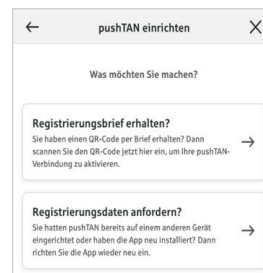 pushTAN einrichten
Was möchten Sie machen?
Registrierungsbrief erhalten?
Sie haben einen QR-Code per Brief erhalten? Dann
scannen Sie den QR-Code jetzt hier ein, um Ihre pushTAN-
Verbindung zu aktivieren.
Registrierungsdaten anfordern?
Sie hatten pushTAN bereits auf einem anderen Gerät
eingerichtet oder haben die App neu installiert? Dann
richten Sie die App wieder neu ein.